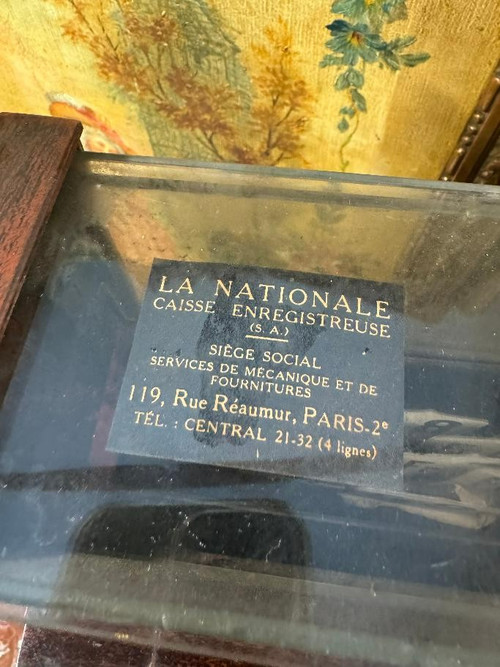 LA NATIONALE
CAISSE ENREGISTREUSE
(S. A.)
SIÈGE SOCIAL
SERVICES DE MÉCANIQUE ET DE
FOURNITURES
119, Rue Réaumur, PARIS-2e
TÉL. : CENTRAL 21-32 (4 lignes)